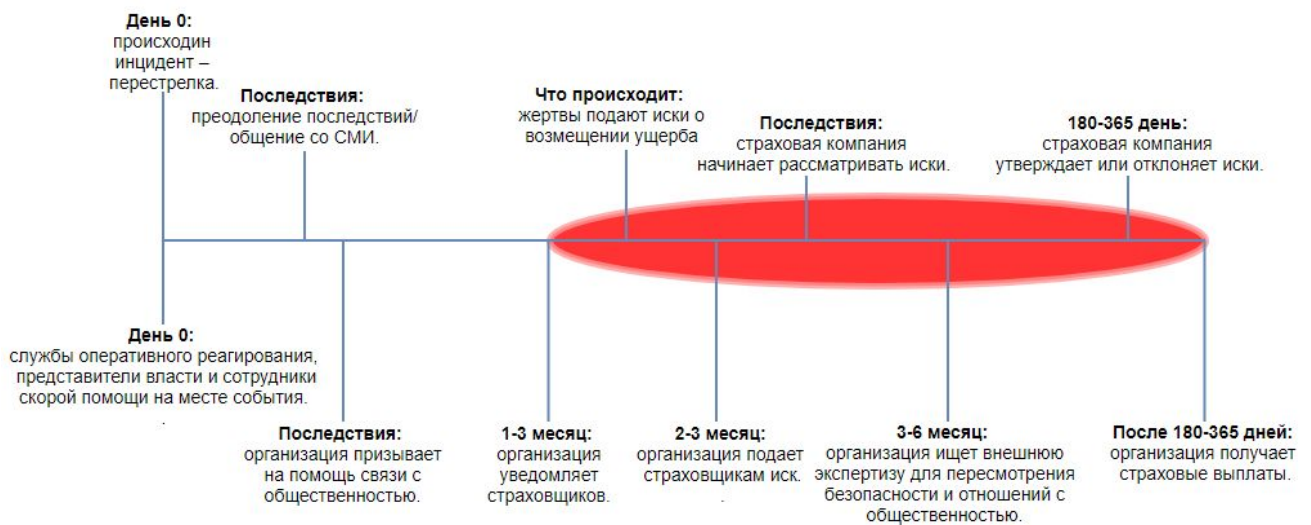 День 0:
происходин
инцидент –
перестрелка.
Последствия:
преодоление последствий/
общение со СМИ.
Что происходит:
жертвы подают иски о
возмещении ущерба
Последствия:
страховая компания
начинает рассматривать иски.
180-365 день:
страховая компания
утверждает или отклоняет иски.
День 0:
службы оперативного реагирования,
представители власти и сотрудники
скорой помощи на месте события.
.
Последствия:
организация призывает
на помощь связи с
общественностью.
1-3 месяц:
организация
уведомляет
страховщиков.
2-3 месяц:
организация подает
страховщикам иск.
.
3-6 месяц:
организация ищет внешнюю
экспертизу для пересмотрения
безопасности и отношений с
общественностью.
После 180-365 дней:
организация получает
страховые выплаты.